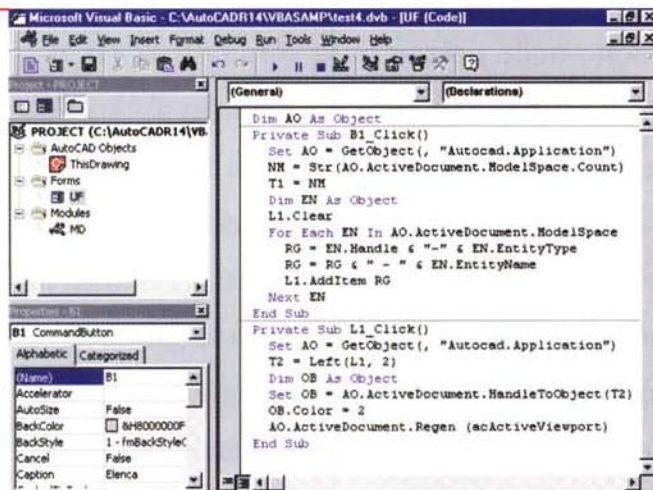 Microsoft Visual Basic - C:\AutoCADR14\VBASAMP\test4.dvb - [UF (Code)]
File Edit View Insert Format Debug Run Tools Window Help
Project - PROJECT
PROJECT (C:\AutoCADR14\VB
AutoCAD Objects
ThisDrawing
Forms
UF
Modules
MD
Properties - B1
B1 CommandButton
Alphabetic Categorized
(Name) B1
Accelerator
AutoSize False
BackColor &H8000000F
BackStyle 1 - fmBackStyleO
Cancel False
Caption Elenca
(General) (Declarations)
Dim AO As Object
Private Sub B1_Click()
Set AO = GetObject(, "Autocad.Application")
NM = Str(AO.ActiveDocument.ModelSpace.Count)
T1 = NM
Dim EN As Object
L1.Clear
For Each EN In AO.ActiveDocument.ModelSpace
RG = EN.Handle & "-" & EN.EntityType
RG = RG & " - " & EN.EntityName
L1.AddItem RG
Next EN
End Sub
Private Sub L1_Click()
Set AO = GetObject(, "Autocad.Application")
T2 = Left(L1, 2)
Dim OB As Object
Set OB = AO.ActiveDocument.HandleToObject(T2)
OB.Color = 2
AO.ActiveDocument.Regen (acActiveViewport)
End Sub